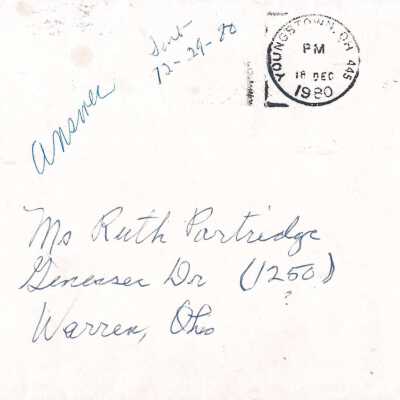 Answer
Sent
12-29-80
YOUNGSTOWN, OH 445
PM
18 DEC
1980
Ms Ruth Partridge
Genessee Dr (1250)
?
Warren, Ohio